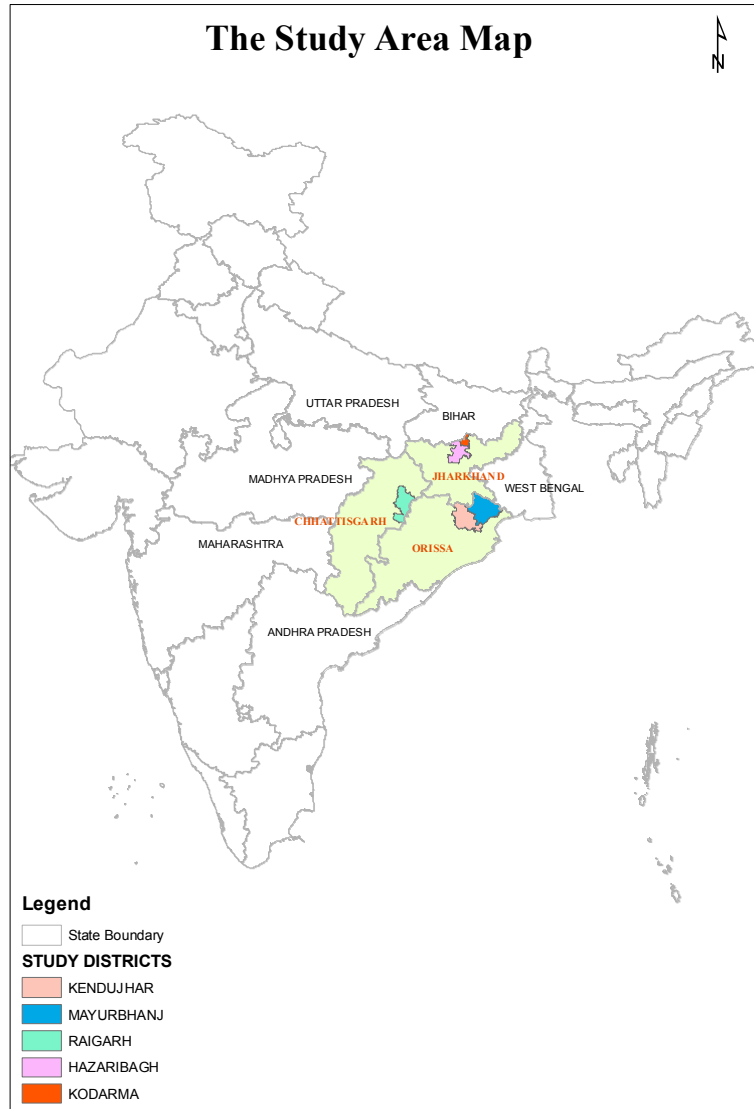 The Study Area Map
N
UTTAR PRADESH
BIHAR
MADHYA PRADESH
JHARKHAND
WEST BENGAL
CHHATTISGARH
MAHARASHTRA
ORISSA
ANDHRA PRADESH
Legend
State Boundary
STUDY DISTRICTS
KENDUJHAR
MAYURBHANJ
RAIGARH
HAZARIBAGH
KODARMA